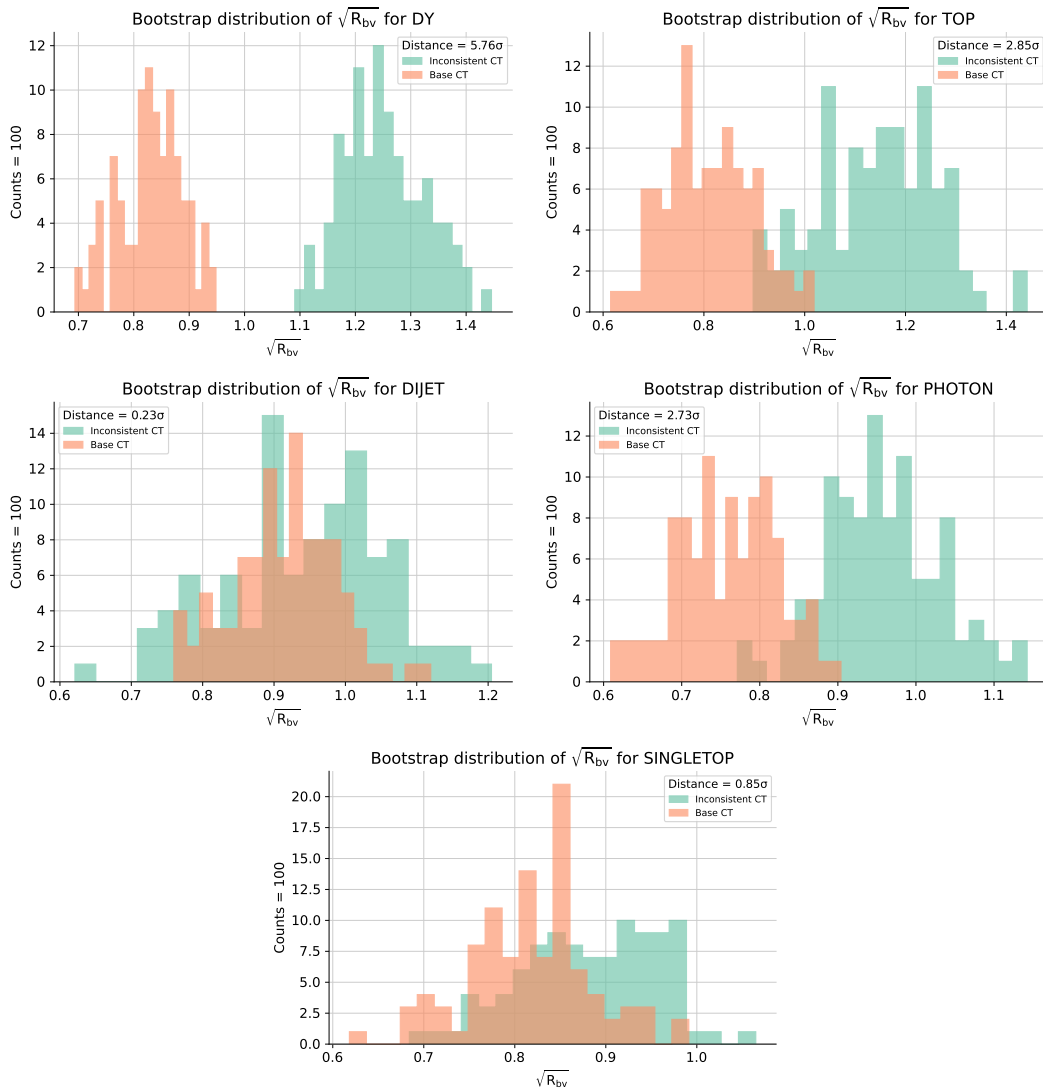 Bootstrap distribution of √R_bv for DY
Distance = 5.76σ
Inconsistent CT
Base CT
Counts = 100
12
10
8
6
4
2
0
0.7 0.8 0.9 1.0 1.1 1.2 1.3 1.4
√R_bv
Bootstrap distribution of √R_bv for TOP
Distance = 2.85σ
Inconsistent CT
Base CT
Counts = 100
12
10
8
6
4
2
0
0.6 0.8 1.0 1.2 1.4
√R_bv
Bootstrap distribution of √R_bv for DIJET
Distance = 0.23σ
Inconsistent CT
Base CT
Counts = 100
14
12
10
8
6
4
2
0
0.6 0.7 0.8 0.9 1.0 1.1 1.2
√R_bv
Bootstrap distribution of √R_bv for PHOTON
Distance = 2.73σ
Inconsistent CT
Base CT
Counts = 100
12
10
8
6
4
2
0
0.6 0.7 0.8 0.9 1.0 1.1
√R_bv
Bootstrap distribution of √R_bv for SINGLETOP
Distance = 0.85σ
Inconsistent CT
Base CT
Counts = 100
20.0
17.5
15.0
12.5
10.0
7.5
5.0
2.5
0.0
0.6 0.7 0.8 0.9 1.0
√R_bv